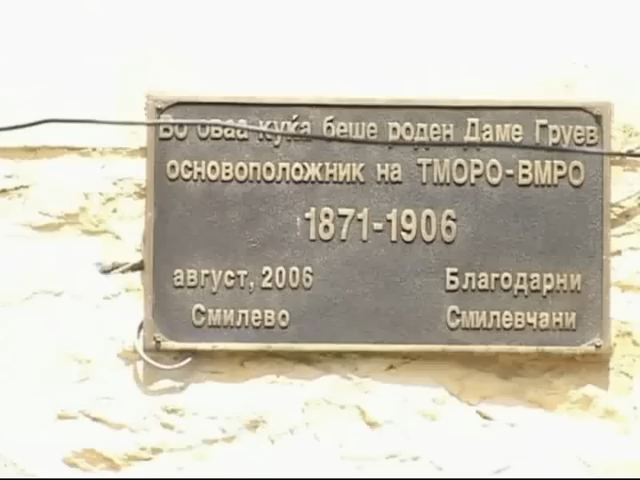 Во оваа куќа беше роден Даме Груев
основоположник на ТМОРО-ВМРО
1871-1906
август, 2006 Благодарни
Смилево Смилевчани